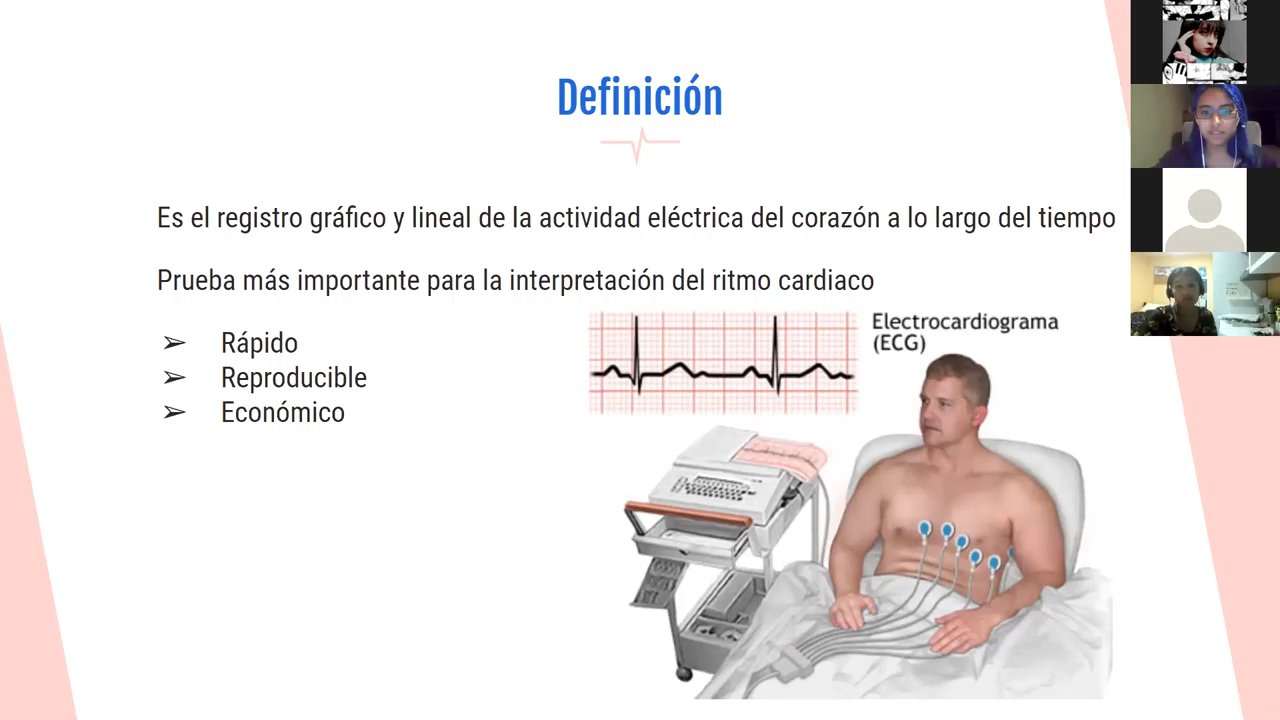 Definición
Es el registro gráfico y lineal de la actividad eléctrica del corazón a lo largo del tiempo
Prueba más importante para la interpretación del ritmo cardiaco
➢ Rápido
➢ Reproducible
➢ Económico
Electrocardiograma
(ECG)